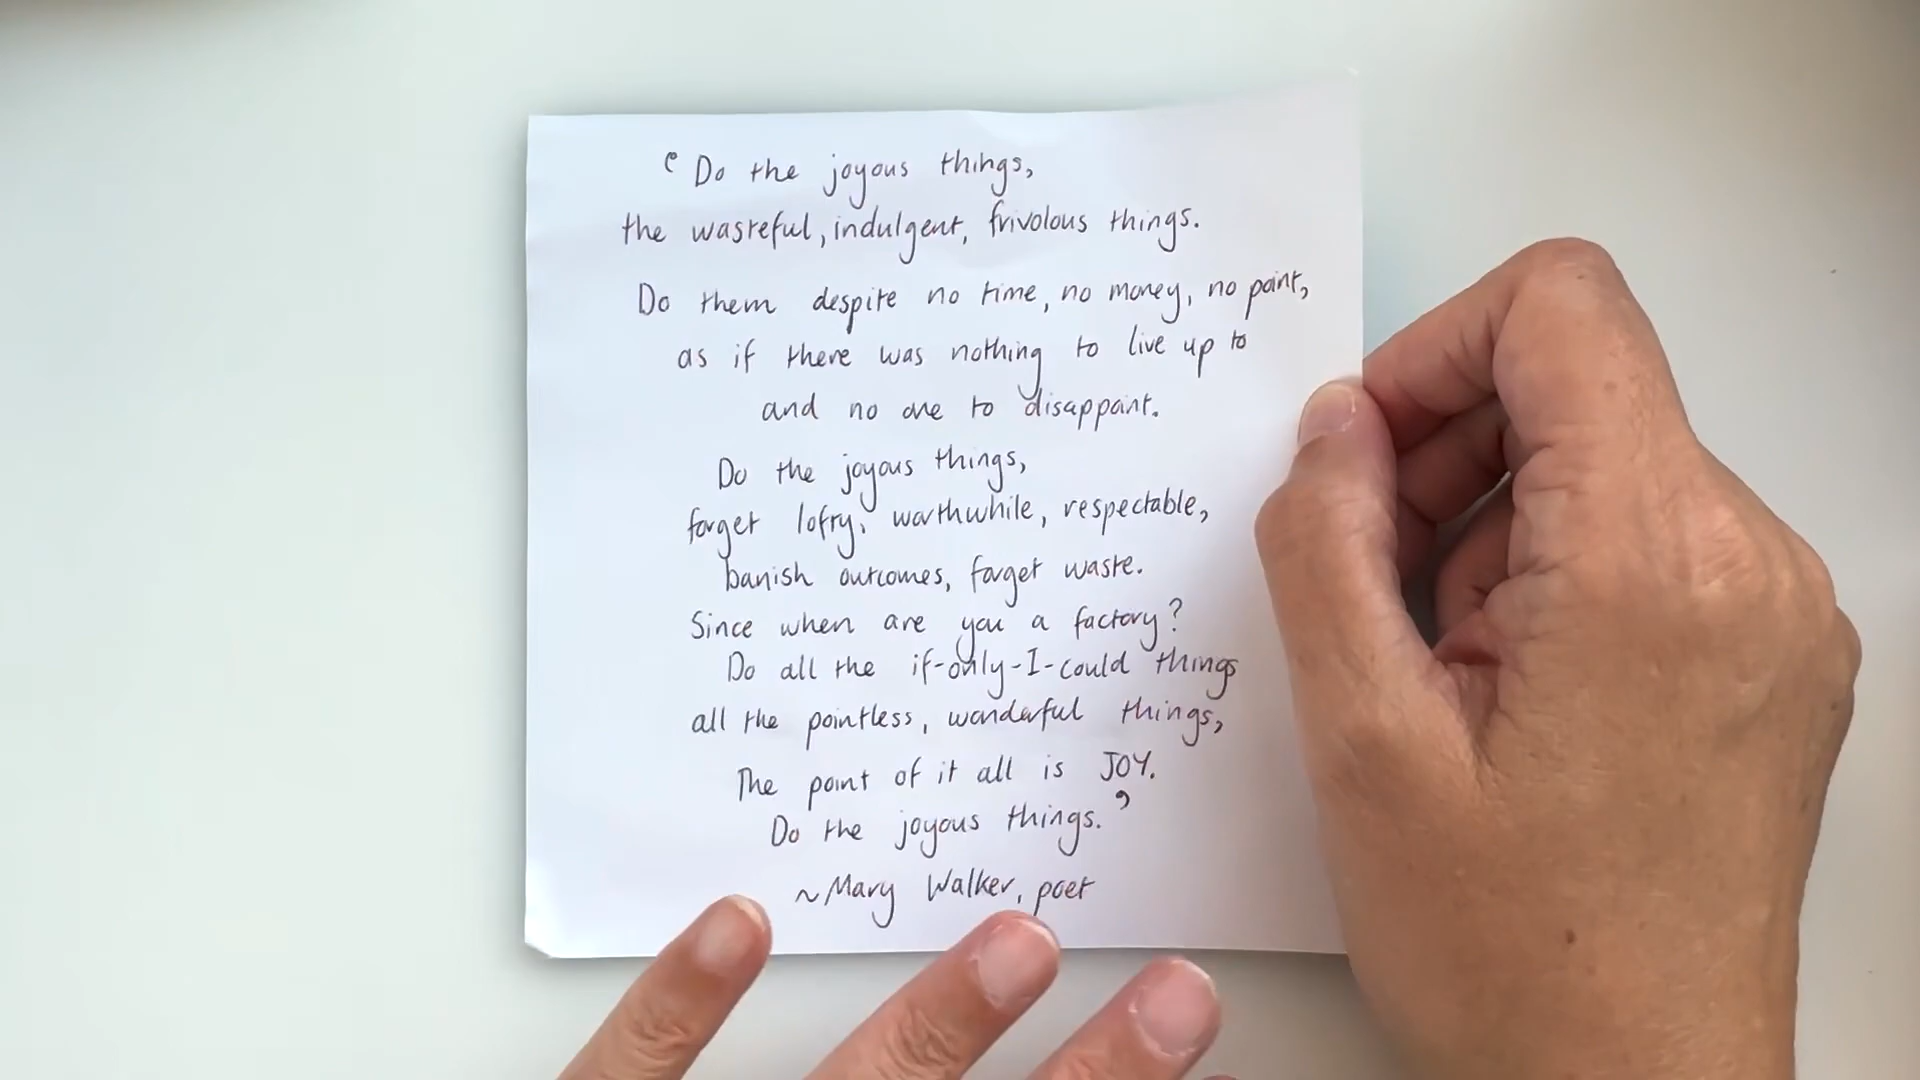 ‘Do the joyous things,
the wasteful, indulgent, frivolous things.
Do them despite no time, no money, no point,
as if there was nothing to live up to
and no one to disappoint.
Do the joyous things,
forget lofty, worthwhile, respectable,
banish outcomes, forget waste.
Since when are you a factory?
Do all the if-only-I-could things
all the pointless, wonderful things,
The point of it all is JOY.
Do the joyous things.’
~Mary Walker, poet